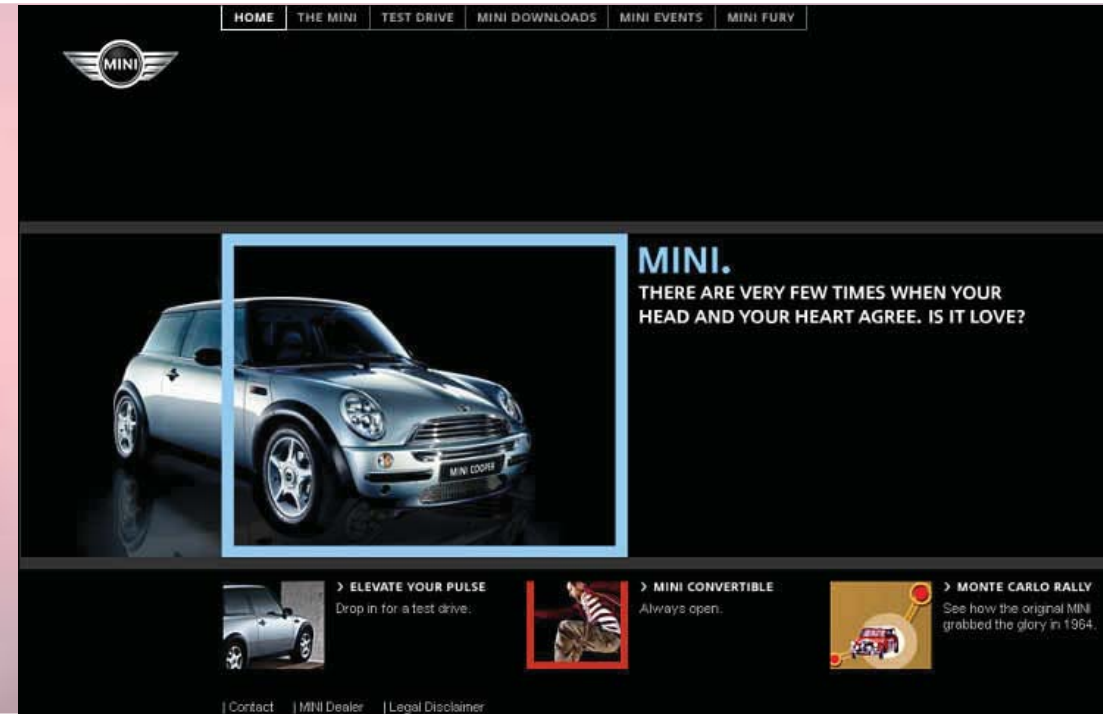 HOME THE MINI TEST DRIVE MINI DOWNLOADS MINI EVENTS MINI FURY
MINI
MINI.
THERE ARE VERY FEW TIMES WHEN YOUR
HEAD AND YOUR HEART AGREE. IS IT LOVE?
MINI COOPER
> ELEVATE YOUR PULSE
Drop in for a test drive.
> MINI CONVERTIBLE
Always open.
> MONTE CARLO RALLY
See how the original MINI
grabbed the glory in 1964.
| Contact | MINI Dealer | Legal Disclaimer